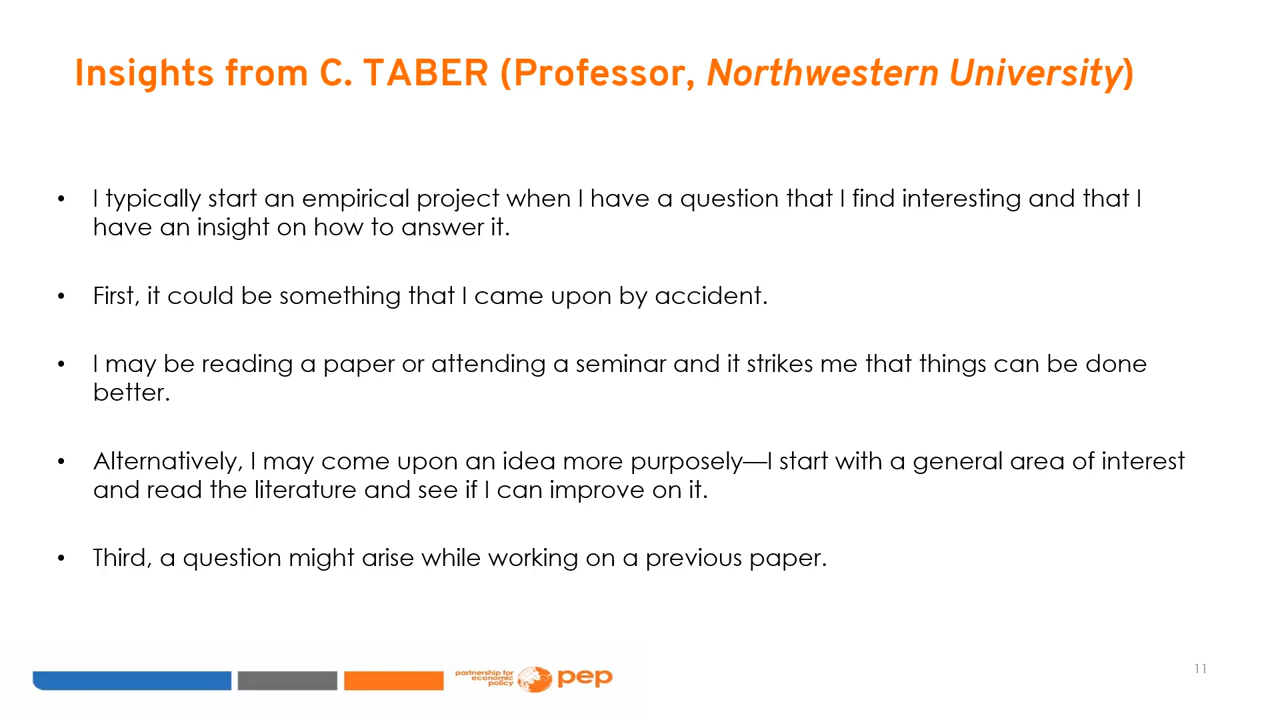 Insights from C. TABER (Professor, Northwestern University)
• I typically start an empirical project when I have a question that I find interesting and that I
have an insight on how to answer it.
• First, it could be something that I came upon by accident.
• I may be reading a paper or attending a seminar and it strikes me that things can be done
better.
• Alternatively, I may come upon an idea more purposely—I start with a general area of interest
and read the literature and see if I can improve on it.
• Third, a question might arise while working on a previous paper.
partnership for
economic
policy
pep
11